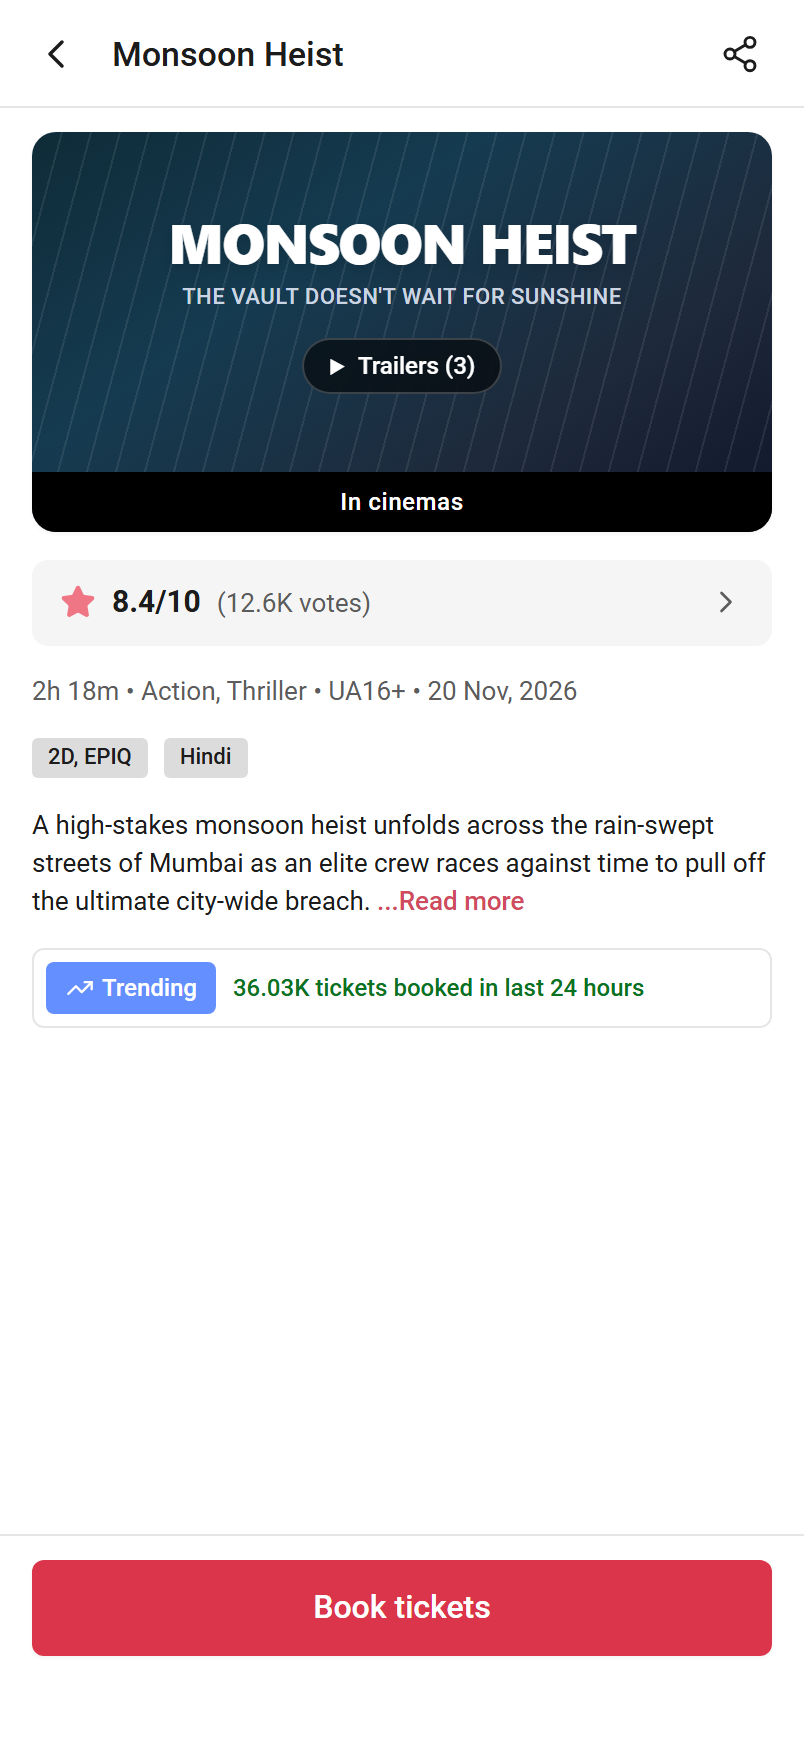 Monsoon Heist
MONSOON HEIST
THE VAULT DOESN'T WAIT FOR SUNSHINE
Trailers (3)
In cinemas
8.4/10 (12.6K votes)
2h 18m • Action, Thriller • UA16+ • 20 Nov, 2026
2D, EPIQ Hindi
A high-stakes monsoon heist unfolds across the rain-swept
streets of Mumbai as an elite crew races against time to pull off
the ultimate city-wide breach. ...Read more
Trending 36.03K tickets booked in last 24 hours
Book tickets